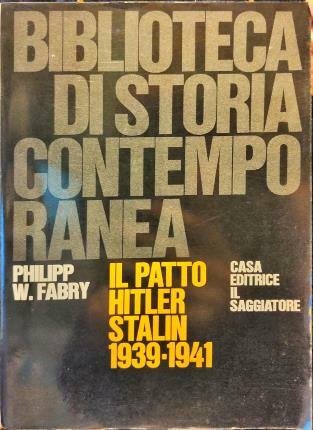 BIBLIOTECA
DI STORIA
CONTEMPO
RANEA
PHILIPP
W. FABRY
IL PATTO
HITLER
STALIN
1939-1941
CASA
EDITRICE
IL
SAGGIATORE